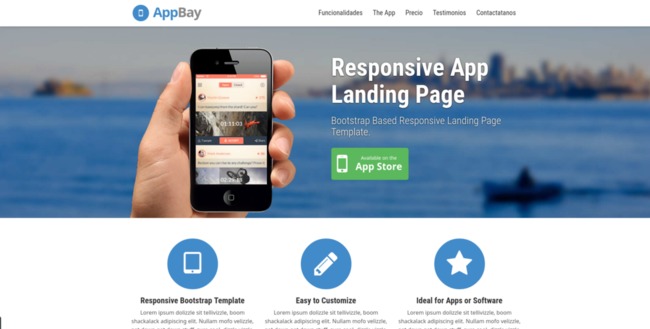 AppBay
Funcionalidades The App Precio Testimonios Contactatanos
Responsive App
Landing Page
Bootstrap Based Responsive Landing Page
Template.
Available on the
App Store
01:11:03
Responsive Bootstrap Template
Easy to Customize
Ideal for Apps or Software
Lorem ipsum dolizzle sit tellivizzle, boom
shackalack adipiscing elit. Nullam mofo velizzle,
Lorem ipsum dolizzle sit tellivizzle, boom
shackalack adipiscing elit. Nullam mofo velizzle,
Lorem ipsum dolizzle sit tellivizzle, boom
shackalack adipiscing elit. Nullam mofo velizzle,